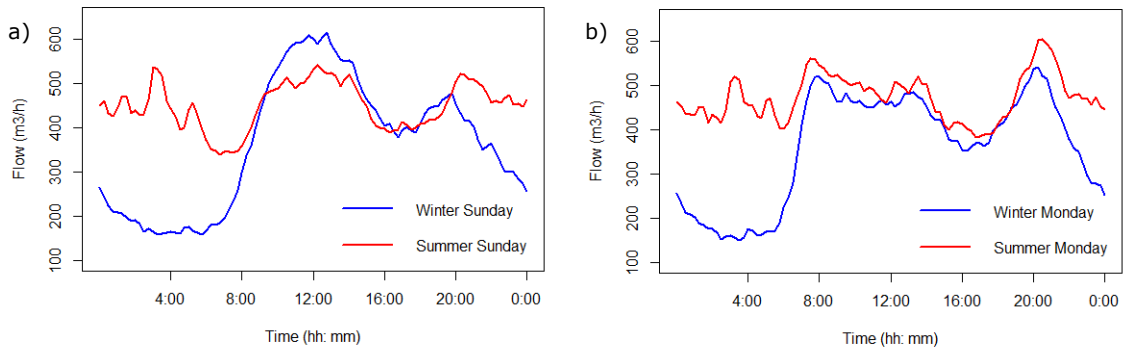 a)
Flow (m3/h)
600
500
400
300
200
100
Winter Sunday
Summer Sunday
4:00 8:00 12:00 16:00 20:00 0:00
Time (hh: mm)
b)
Flow (m3/h)
600
500
400
300
200
100
Winter Monday
Summer Monday
4:00 8:00 12:00 16:00 20:00 0:00
Time (hh: mm)